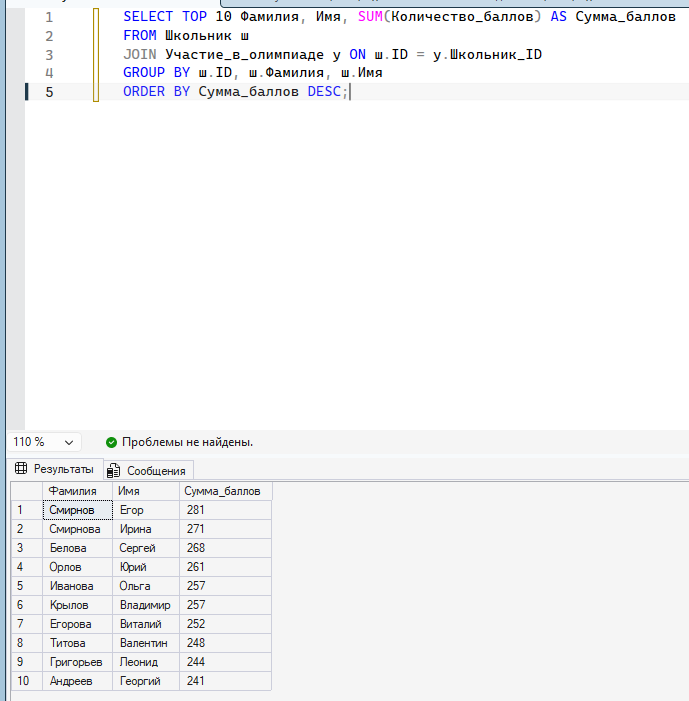 1 SELECT TOP 10 Фамилия, Имя, SUM(Количество_баллов) AS Сумма_баллов
2 FROM Школьник ш
3 JOIN Участие_в_олимпиаде у ON ш.ID = у.Школьник_ID
4 GROUP BY ш.ID, ш.Фамилия, ш.Имя
5 ORDER BY Сумма_баллов DESC;
110 % Проблемы не найдены.
Результаты Сообщения
Фамилия Имя Сумма_баллов
1 Смирнов Егор 281
2 Смирнова Ирина 271
3 Белова Сергей 268
4 Орлов Юрий 261
5 Иванова Ольга 257
6 Крылов Владимир 257
7 Егорова Виталий 252
8 Титова Валентин 248
9 Григорьев Леонид 244
10 Андреев Георгий 241